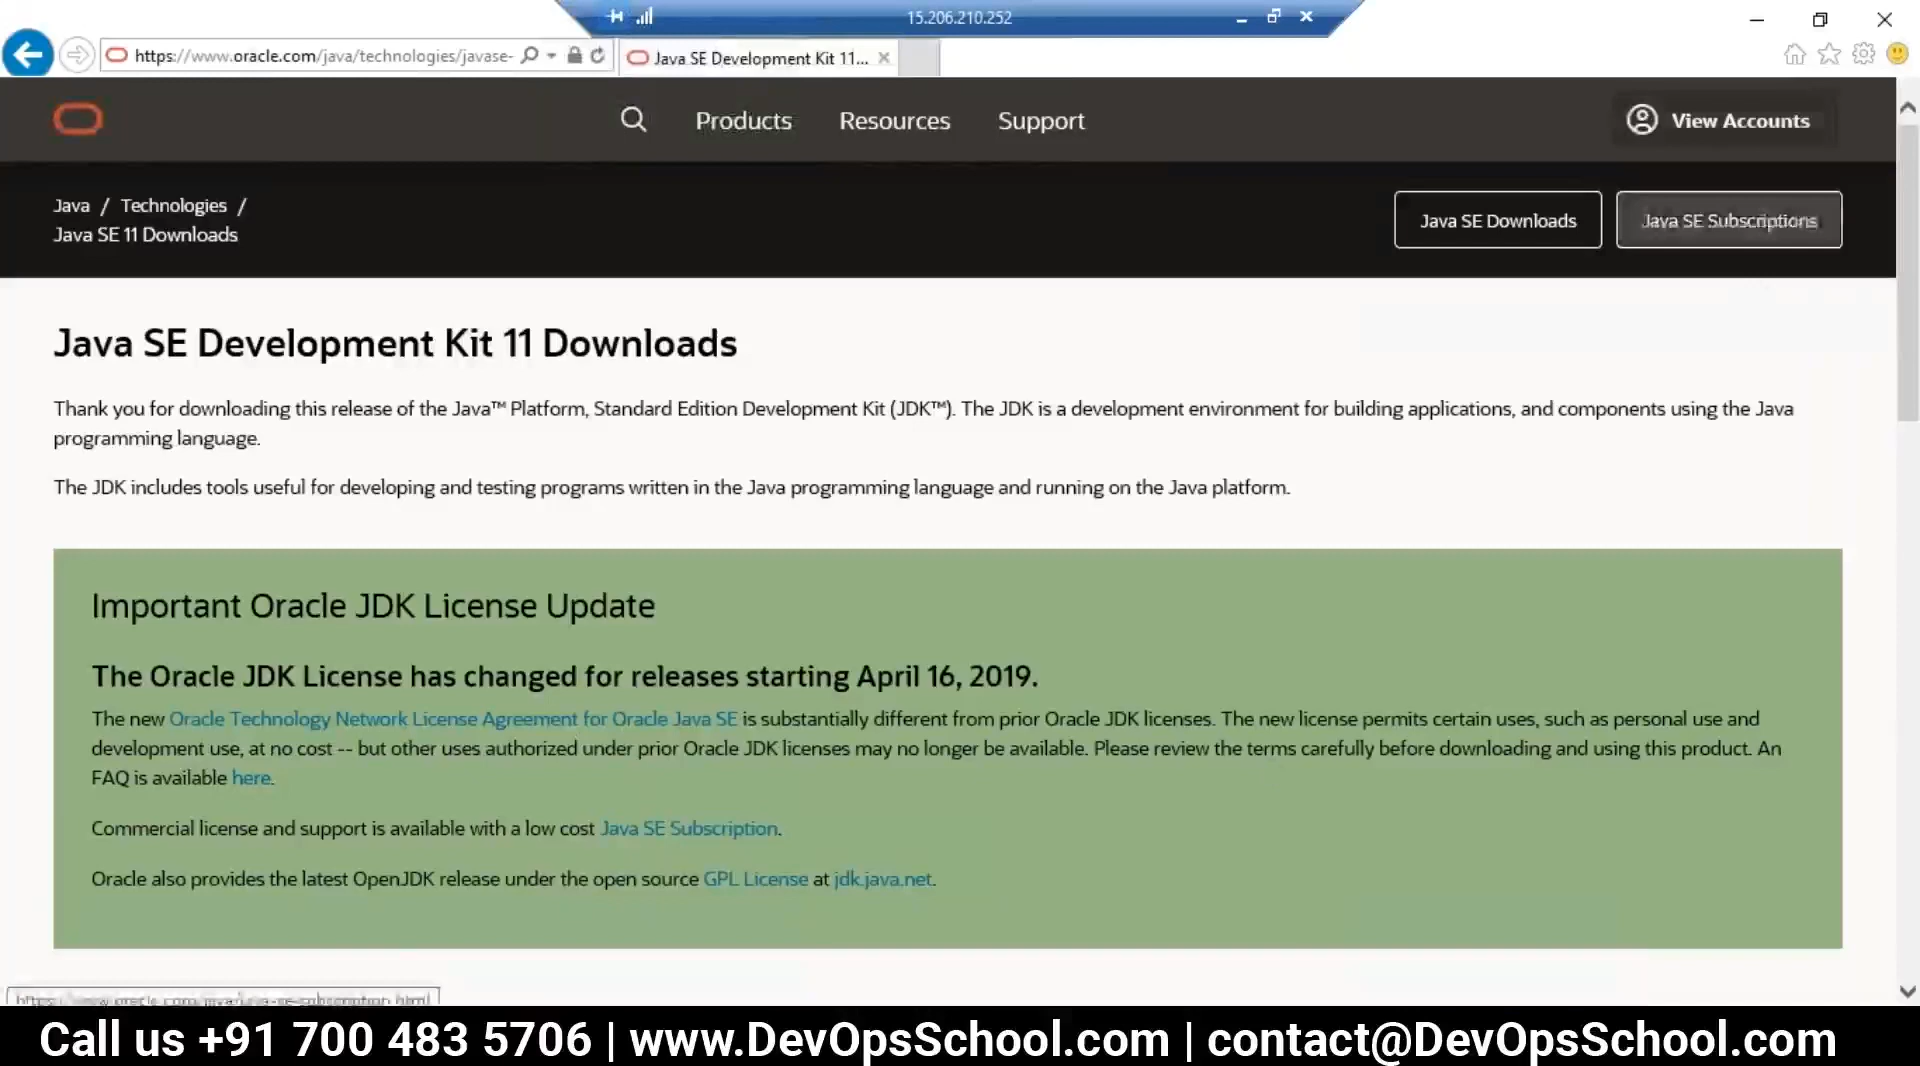 15.206.210.252
https://www.oracle.com/java/technologies/javase-
Java SE Development Kit 11...
Products
Resources
Support
View Accounts
Java / Technologies /
Java SE 11 Downloads
Java SE Downloads
Java SE Subscriptions
Java SE Development Kit 11 Downloads
Thank you for downloading this release of the Java™ Platform, Standard Edition Development Kit (JDK™). The JDK is a development environment for building applications, and components using the Java
programming language.
The JDK includes tools useful for developing and testing programs written in the Java programming language and running on the Java platform.
Important Oracle JDK License Update
The Oracle JDK License has changed for releases starting April 16, 2019.
The new Oracle Technology Network License Agreement for Oracle Java SE is substantially different from prior Oracle JDK licenses. The new license permits certain uses, such as personal use and
development use, at no cost -- but other uses authorized under prior Oracle JDK licenses may no longer be available. Please review the terms carefully before downloading and using this product. An
FAQ is available here.
Commercial license and support is available with a low cost Java SE Subscription.
Oracle also provides the latest OpenJDK release under the open source GPL License at jdk.java.net.
Call us +91 700 483 5706 | www.DevOpsSchool.com | contact@DevOpsSchool.com